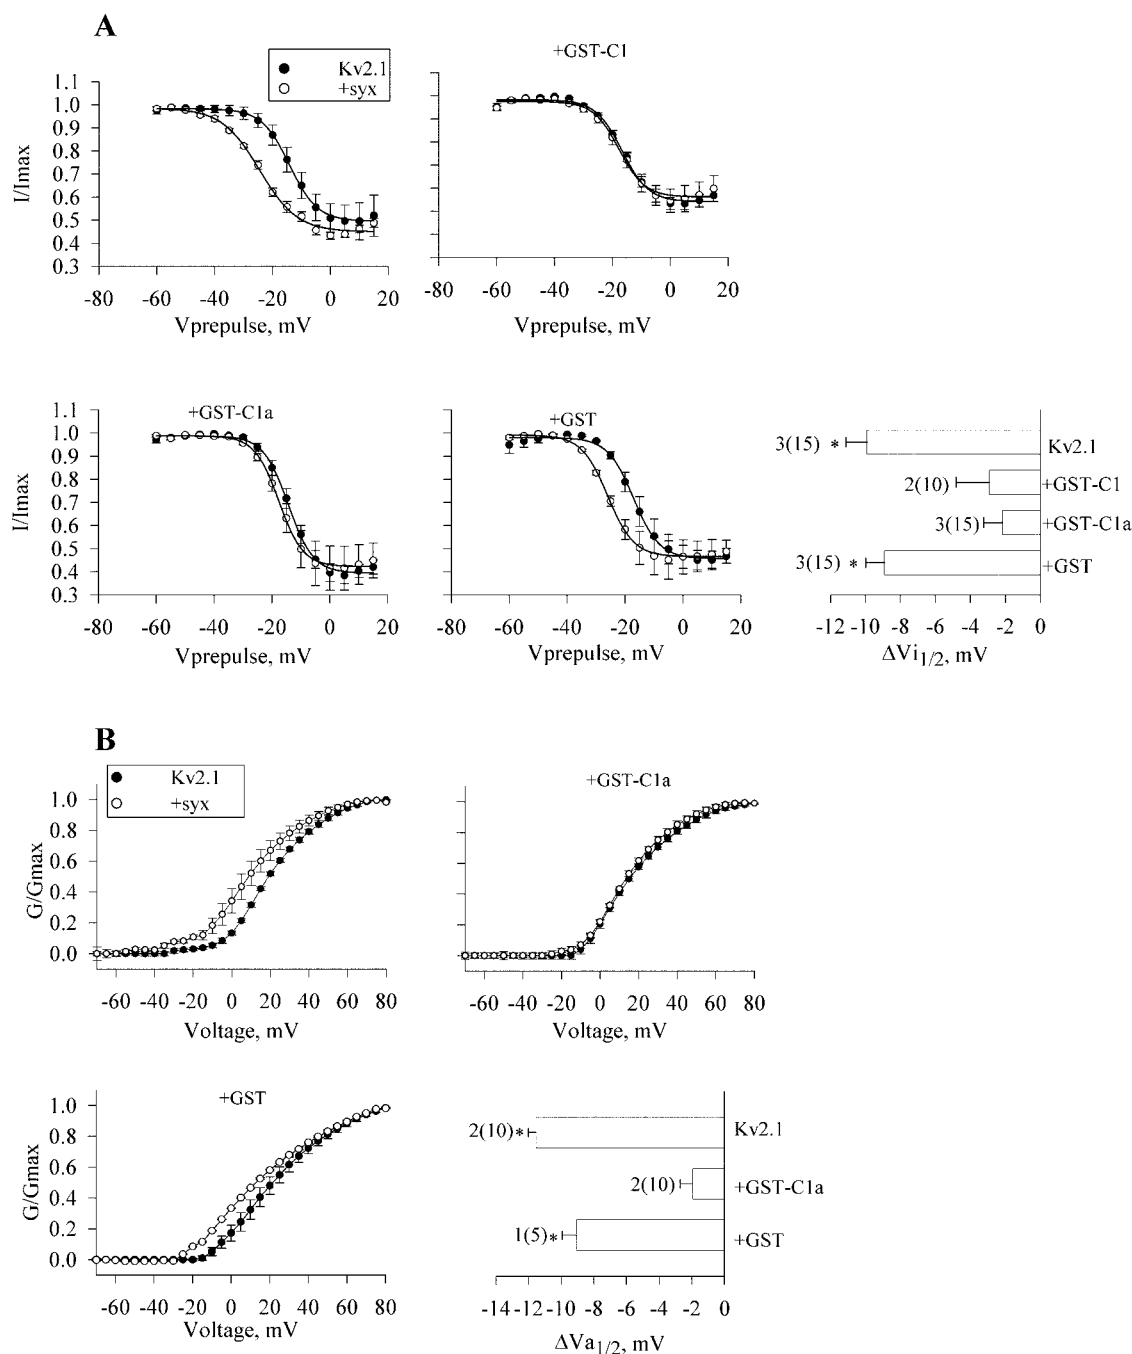 A
+GST-C1
Kv2.1
+syx
1.1
1.0
0.9
0.8
0.7
0.6
0.5
0.4
0.3
I/Imax
-80 -60 -40 -20 0 20
Vprepulse, mV
-80 -60 -40 -20 0 20
Vprepulse, mV
+GST-C1a
1.1
1.0
0.9
0.8
0.7
0.6
0.5
0.4
0.3
I/Imax
-80 -60 -40 -20 0 20
Vprepulse, mV
+GST
-80 -60 -40 -20 0 20
Vprepulse, mV
3(15) * Kv2.1
2(10) +GST-C1
3(15) +GST-C1a
3(15) * +GST
-12 -10 -8 -6 -4 -2 0
ΔVi1/2, mV
B
Kv2.1
+syx
1.0
0.8
0.6
0.4
0.2
0.0
G/Gmax
-60 -40 -20 0 20 40 60 80
Voltage, mV
+GST-C1a
-60 -40 -20 0 20 40 60 80
Voltage, mV
+GST
1.0
0.8
0.6
0.4
0.2
0.0
G/Gmax
-60 -40 -20 0 20 40 60 80
Voltage, mV
2(10)* Kv2.1
2(10) +GST-C1a
1(5)* +GST
-14 -12 -10 -8 -6 -4 -2 0
ΔVa1/2, mV